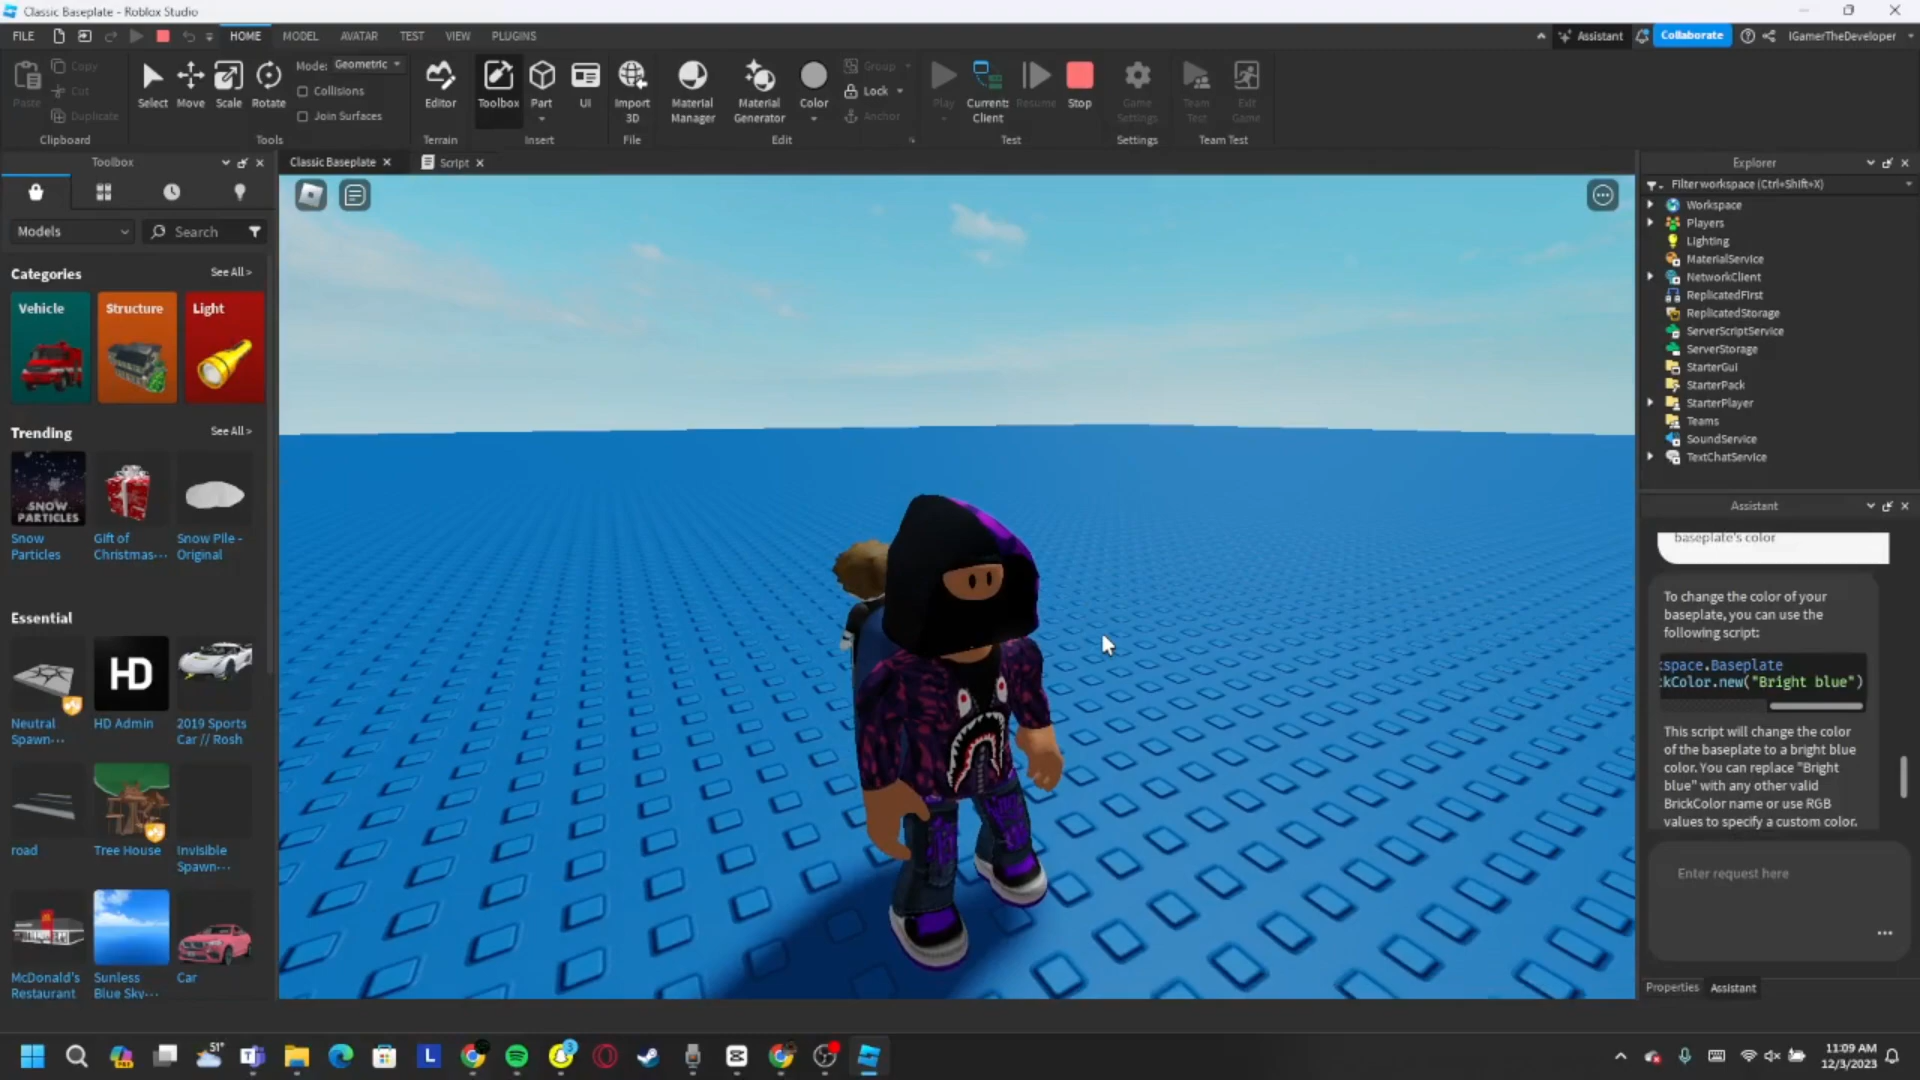 Classic Baseplate - Roblox Studio
FILE HOME MODEL AVATAR TEST VIEW PLUGINS
Assistant Collaborate IGamerTheDeveloper
Paste
Copy
Cut
Duplicate
Clipboard
Select Move Scale Rotate
Mode: Geometric
Collisions
Join Surfaces
Tools
Editor
Terrain
Toolbox Part UI
Insert
Import
3D
File
Material
Manager
Material
Generator
Color
Group
Lock
Anchor
Edit
Play
Current:
Client
Resume
Stop
Test
Game
Settings
Settings
Team
Test
Exit
Game
Team Test
Toolbox
Classic Baseplate
Script
Explorer
Models
Search
Categories See All >
Vehicle Structure Light
Trending See All >
SNOW
PARTICLES
Snow
Particles
Gift of
Christmas···
Snow Pile -
Original
Essential
HD
Neutral
Spawn···
HD Admin
2019 Sports
Car // Rosh
road
Tree House
Invisible
Spawn···
McDonald's
Restaurant
Sunless
Blue Sky···
Car
Filter workspace (Ctrl+Shift+X)
Workspace
Players
Lighting
MaterialService
NetworkClient
ReplicatedFirst
ReplicatedStorage
ServerScriptService
ServerStorage
StarterGui
StarterPack
StarterPlayer
Teams
SoundService
TextChatService
Assistant
baseplate's color
To change the color of your
baseplate, you can use the
following script:
kspace.Baseplate
ckColor.new("Bright blue")
This script will change the color
of the baseplate to a bright blue
color. You can replace "Bright
blue" with any other valid
BrickColor name or use RGB
values to specify a custom color.
Enter request here
Properties Assistant
51°
L
3
11:09 AM
12/3/2023